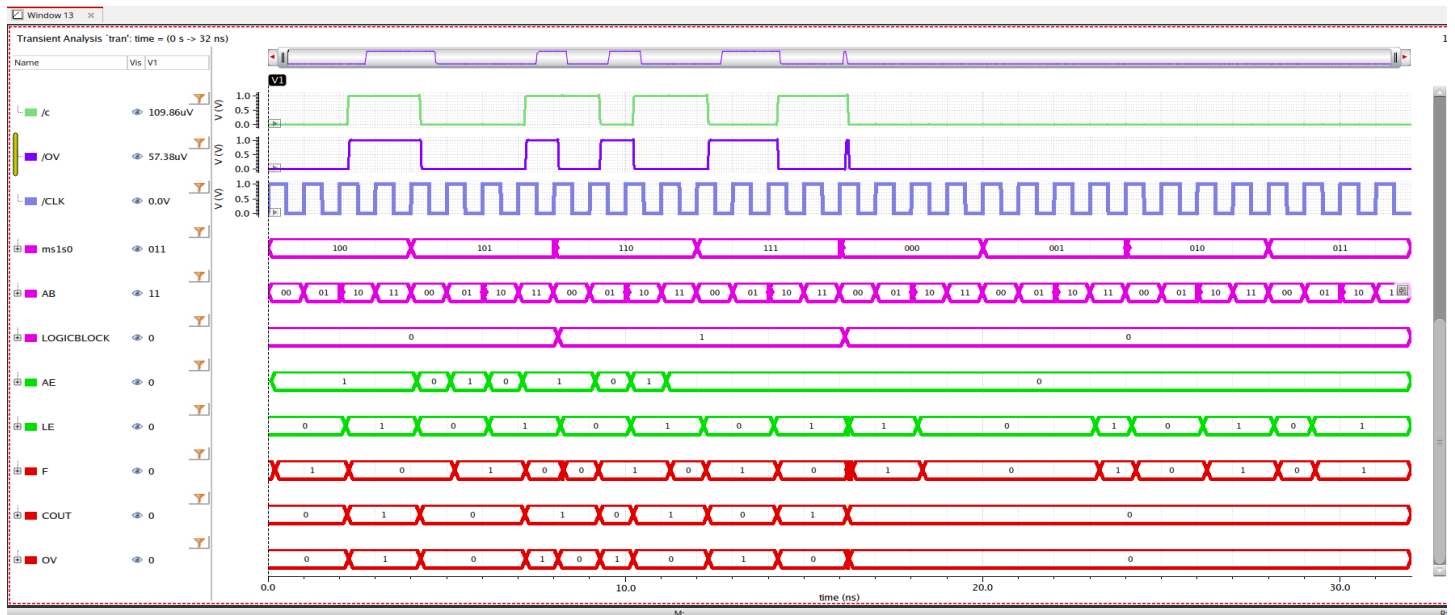 Window 13 ×
Transient Analysis `tran': time = (0 s -> 32 ns) 1
Name Vis V1
V1
/c 109.86uV V (V) 1.0 0.5 0.0
/OV 57.38uV V (V) 1.0 0.5 0.0
/CLK 0.0V V (V) 1.0 0.5 0.0
ms1s0 011 100 101 110 111 000 001 010 011
AB 11 00 01 10 11 00 01 10 11 00 01 10 11 00 01 10 11 00 01 10 11 00 01 10 11 00 01 10 11 00 01 10 1
LOGICBLOCK 0 0 1 0
AE 0 1 0 1 0 1 0 1 0
LE 0 0 1 0 1 0 1 0 1 1 0 1 0 1 0 1
F 0 1 0 1 0 0 1 0 1 0 1 0 1 0 1 0 1
COUT 0 0 1 0 1 0 1 0 1 0
OV 0 0 1 0 1 0 1 0 1 0 0
0.0 10.0 20.0 30.0
time (ns)
M: